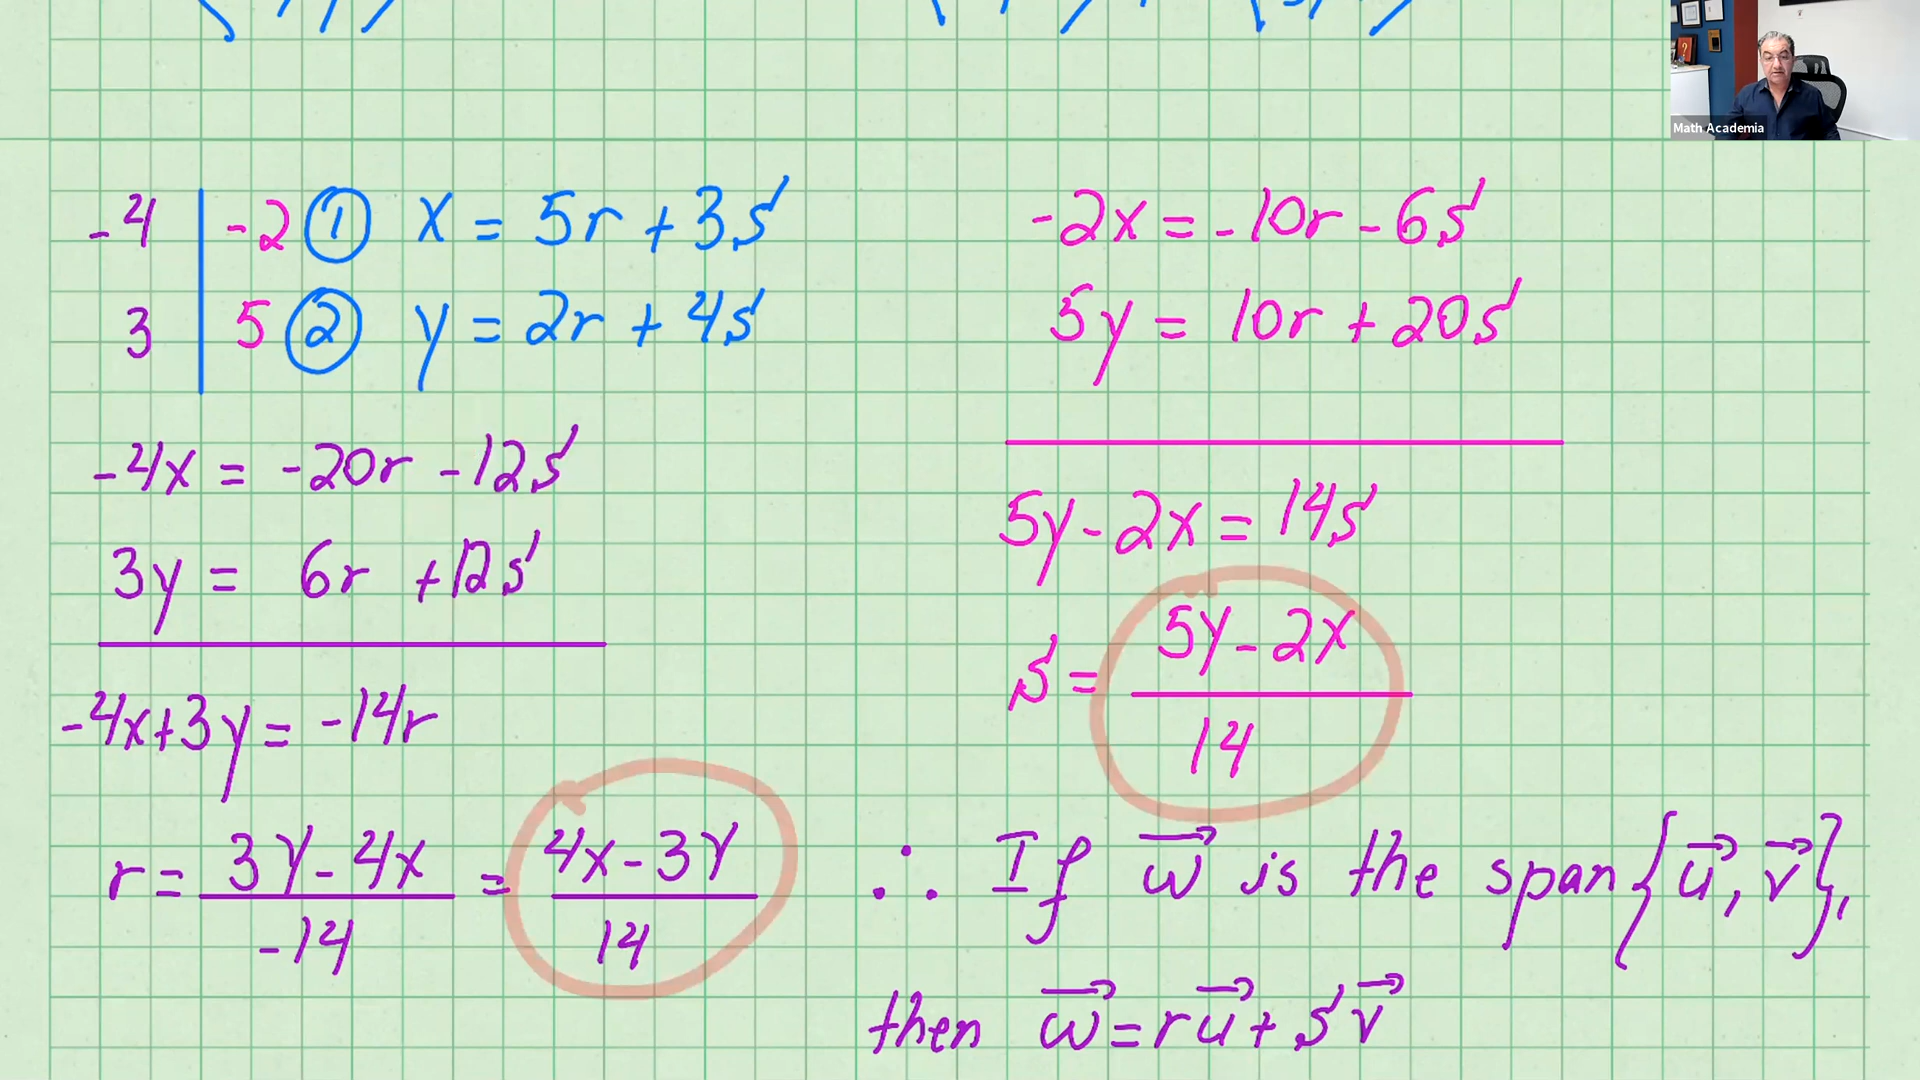 Math Academia
-4 | -2 ① x = 5r + 3s
3 | 5 ② y = 2r + 4s
-4x = -20r - 12s
3y = 6r + 12s
-4x + 3y = -14r
r = (3y - 4x)/(-14) = (4x - 3y)/14
-2x = -10r - 6s
5y = 10r + 20s
5y - 2x = 14s
s = (5y - 2x)/14
∴ If w⃗ is the span{u⃗, v⃗},
then w⃗ = ru⃗ + sv⃗